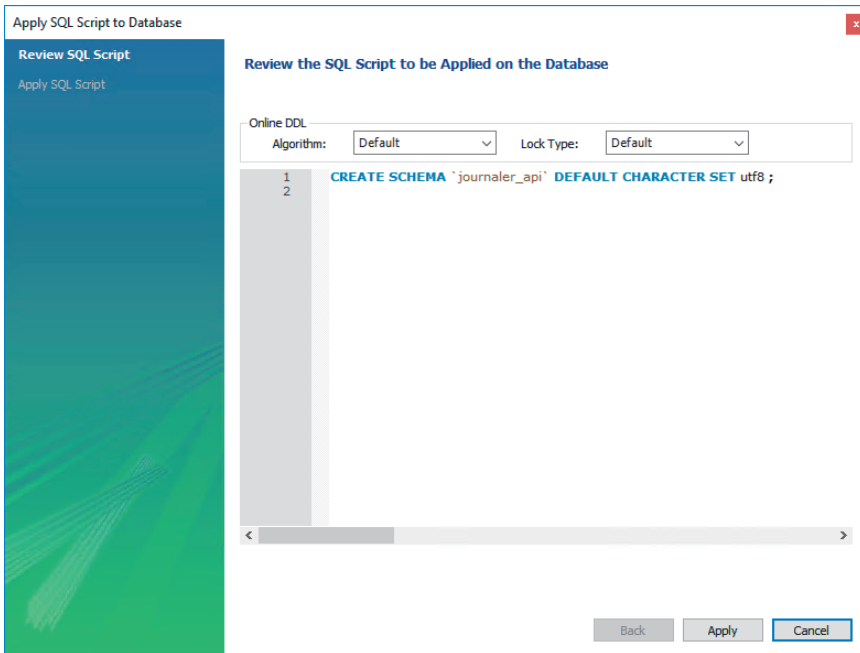 Apply SQL Script to Database
x
Review SQL Script
Apply SQL Script
Review the SQL Script to be Applied on the Database
Online DDL
Algorithm: Default Lock Type: Default
1 CREATE SCHEMA `journaler_api` DEFAULT CHARACTER SET utf8 ;
2
Back Apply Cancel